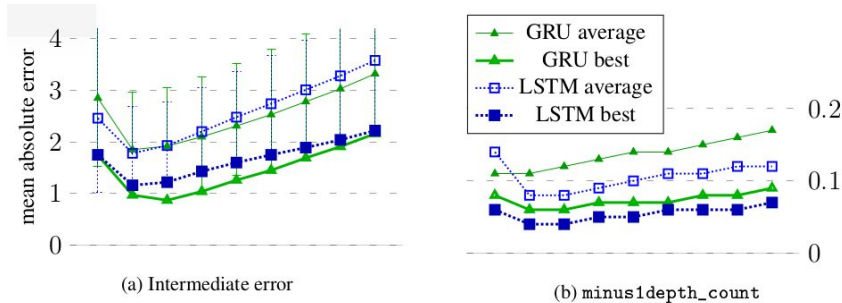 4
3
2
1
0
mean absolute error
(a) Intermediate error
GRU average
GRU best
LSTM average
LSTM best
0.2
0.1
0
(b) minus1depth_count